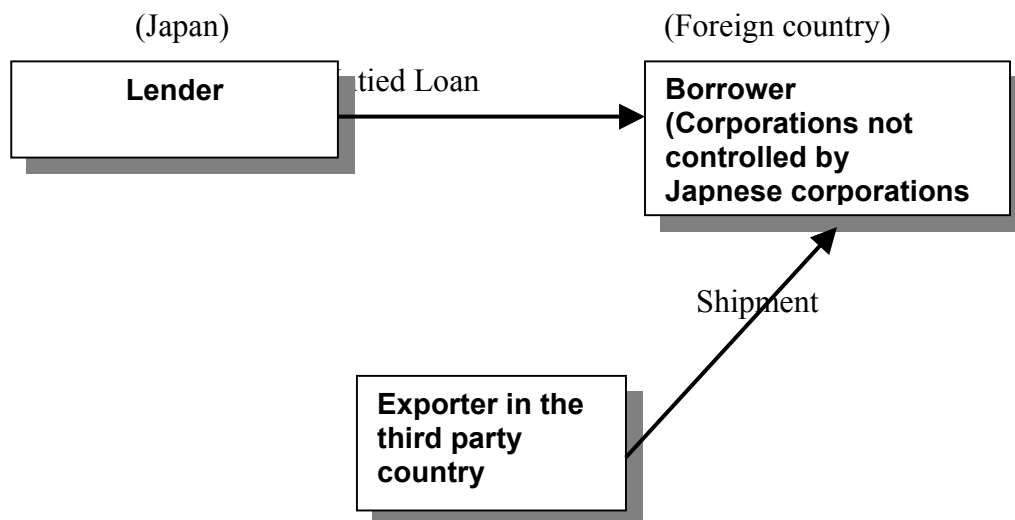 (Japan)
(Foreign country)
Lender
ntied Loan
Borrower
(Corporations not
controlled by
Japnese corporations
Shipment
Exporter in the
third party
country